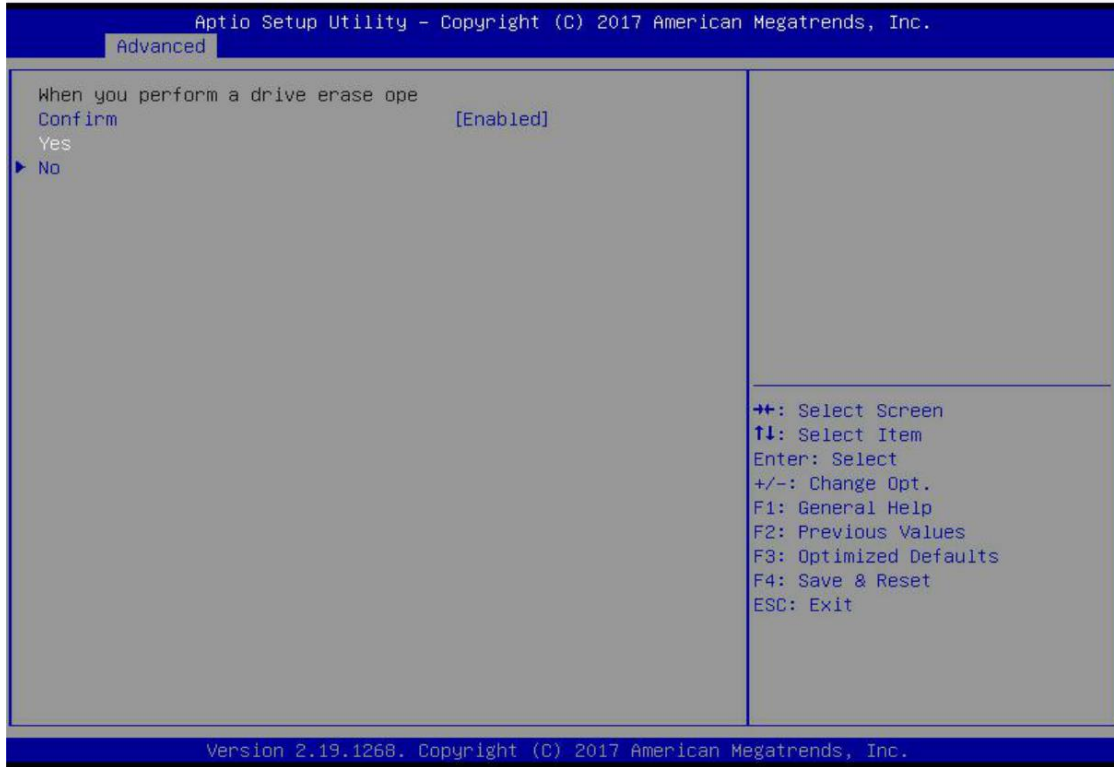 Aptio Setup Utility – Copyright (C) 2017 American Megatrends, Inc.
Advanced
When you perform a drive erase ope
Confirm [Enabled]
Yes
▶ No
→←: Select Screen
↑↓: Select Item
Enter: Select
+/-: Change Opt.
F1: General Help
F2: Previous Values
F3: Optimized Defaults
F4: Save & Reset
ESC: Exit
Version 2.19.1268. Copyright (C) 2017 American Megatrends, Inc.